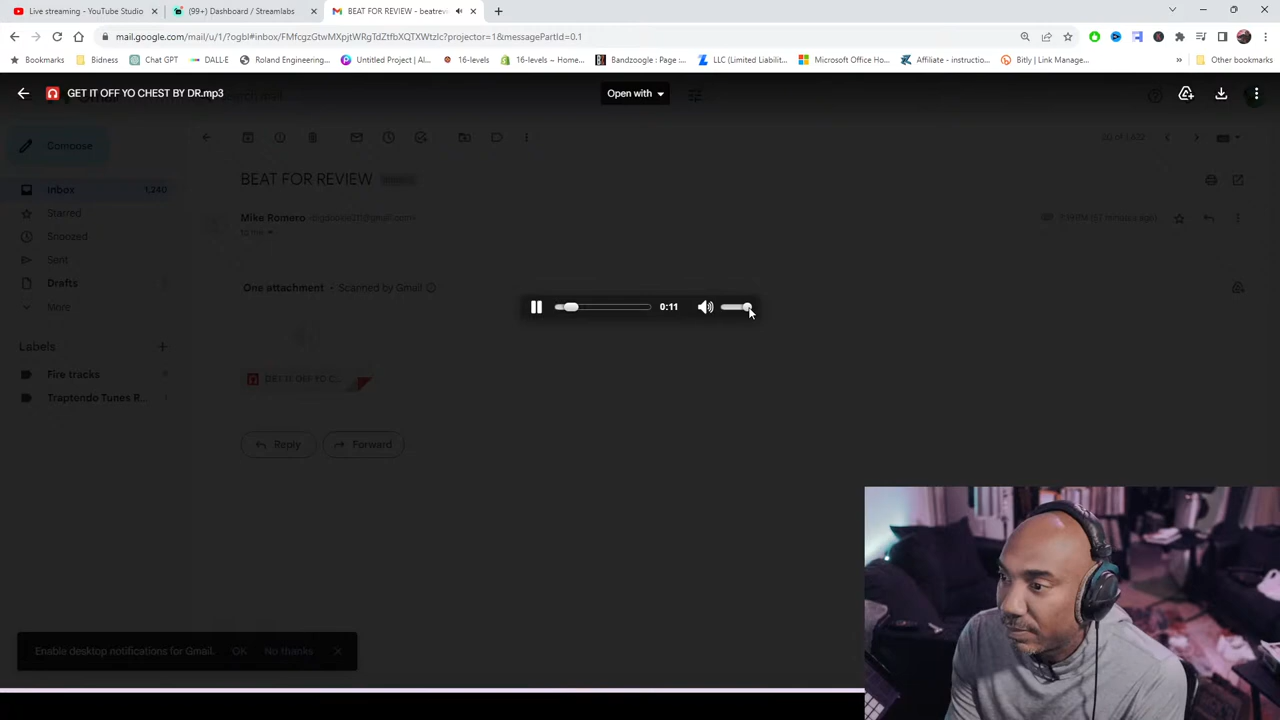 Live streaming - YouTube Studio
(99+) Dashboard / Streamlabs
BEAT FOR REVIEW - beatrevi
mail.google.com/mail/u/1/?ogbl#inbox/FMfcgzGtwMXpjtWRgTdZtfbXQTXWtzlc?projector=1&messagePartId=0.1
Bookmarks
Bidness
Chat GPT
DALL-E
Roland Engineering...
Untitled Project | Al...
16-levels
16-levels ~ Home...
Bandzoogle : Page :...
LLC (Limited Liabilit...
Microsoft Office Ho...
Affiliate - instructio...
Bitly | Link Manage...
»
Other bookmarks
GET IT OFF YO CHEST BY DR.mp3
Open with
Compose
Inbox
1,240
BEAT FOR REVIEW
Starred
Mike Romero
Snoozed
Sent
Drafts
One attachment • Scanned by Gmail
0:11
More
Labels
Fire tracks
Traptendo Tunes R...
Reply
Forward
Enable desktop notifications for Gmail.
OK
No thanks